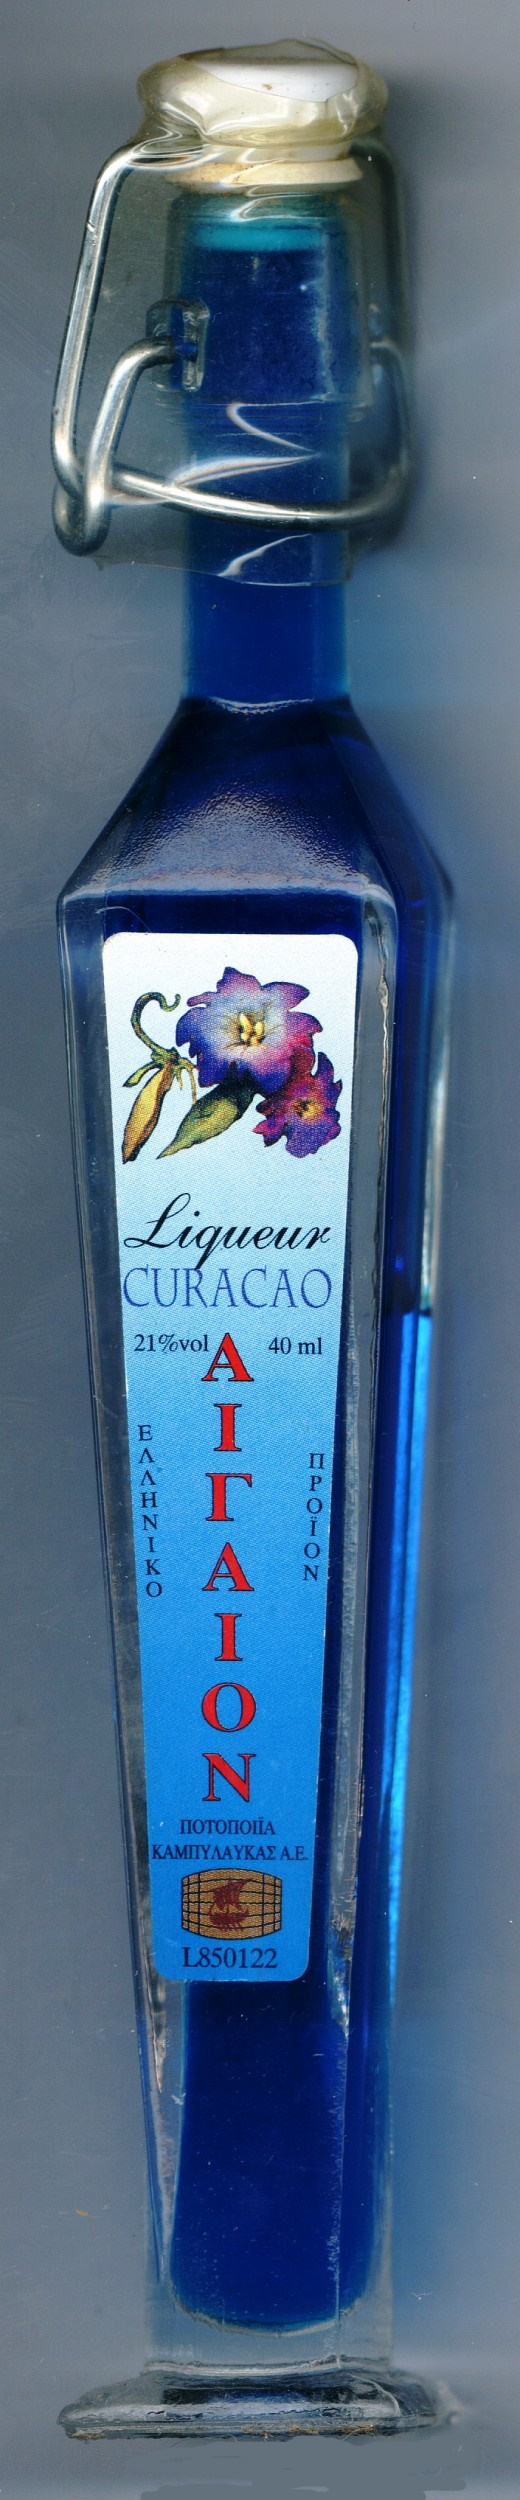 Liqueur
CURACAO
21%vol 40 ml
ΑΙΓΑΙΟΝ
ΕΛΛΗΝΙΚΟ
ΠΡΟΪΟΝ
ΠΟΤΟΠΟΙΪΑ
ΚΑΜΠΥΛΑΥΚΑΣ Α.Ε.
L850122